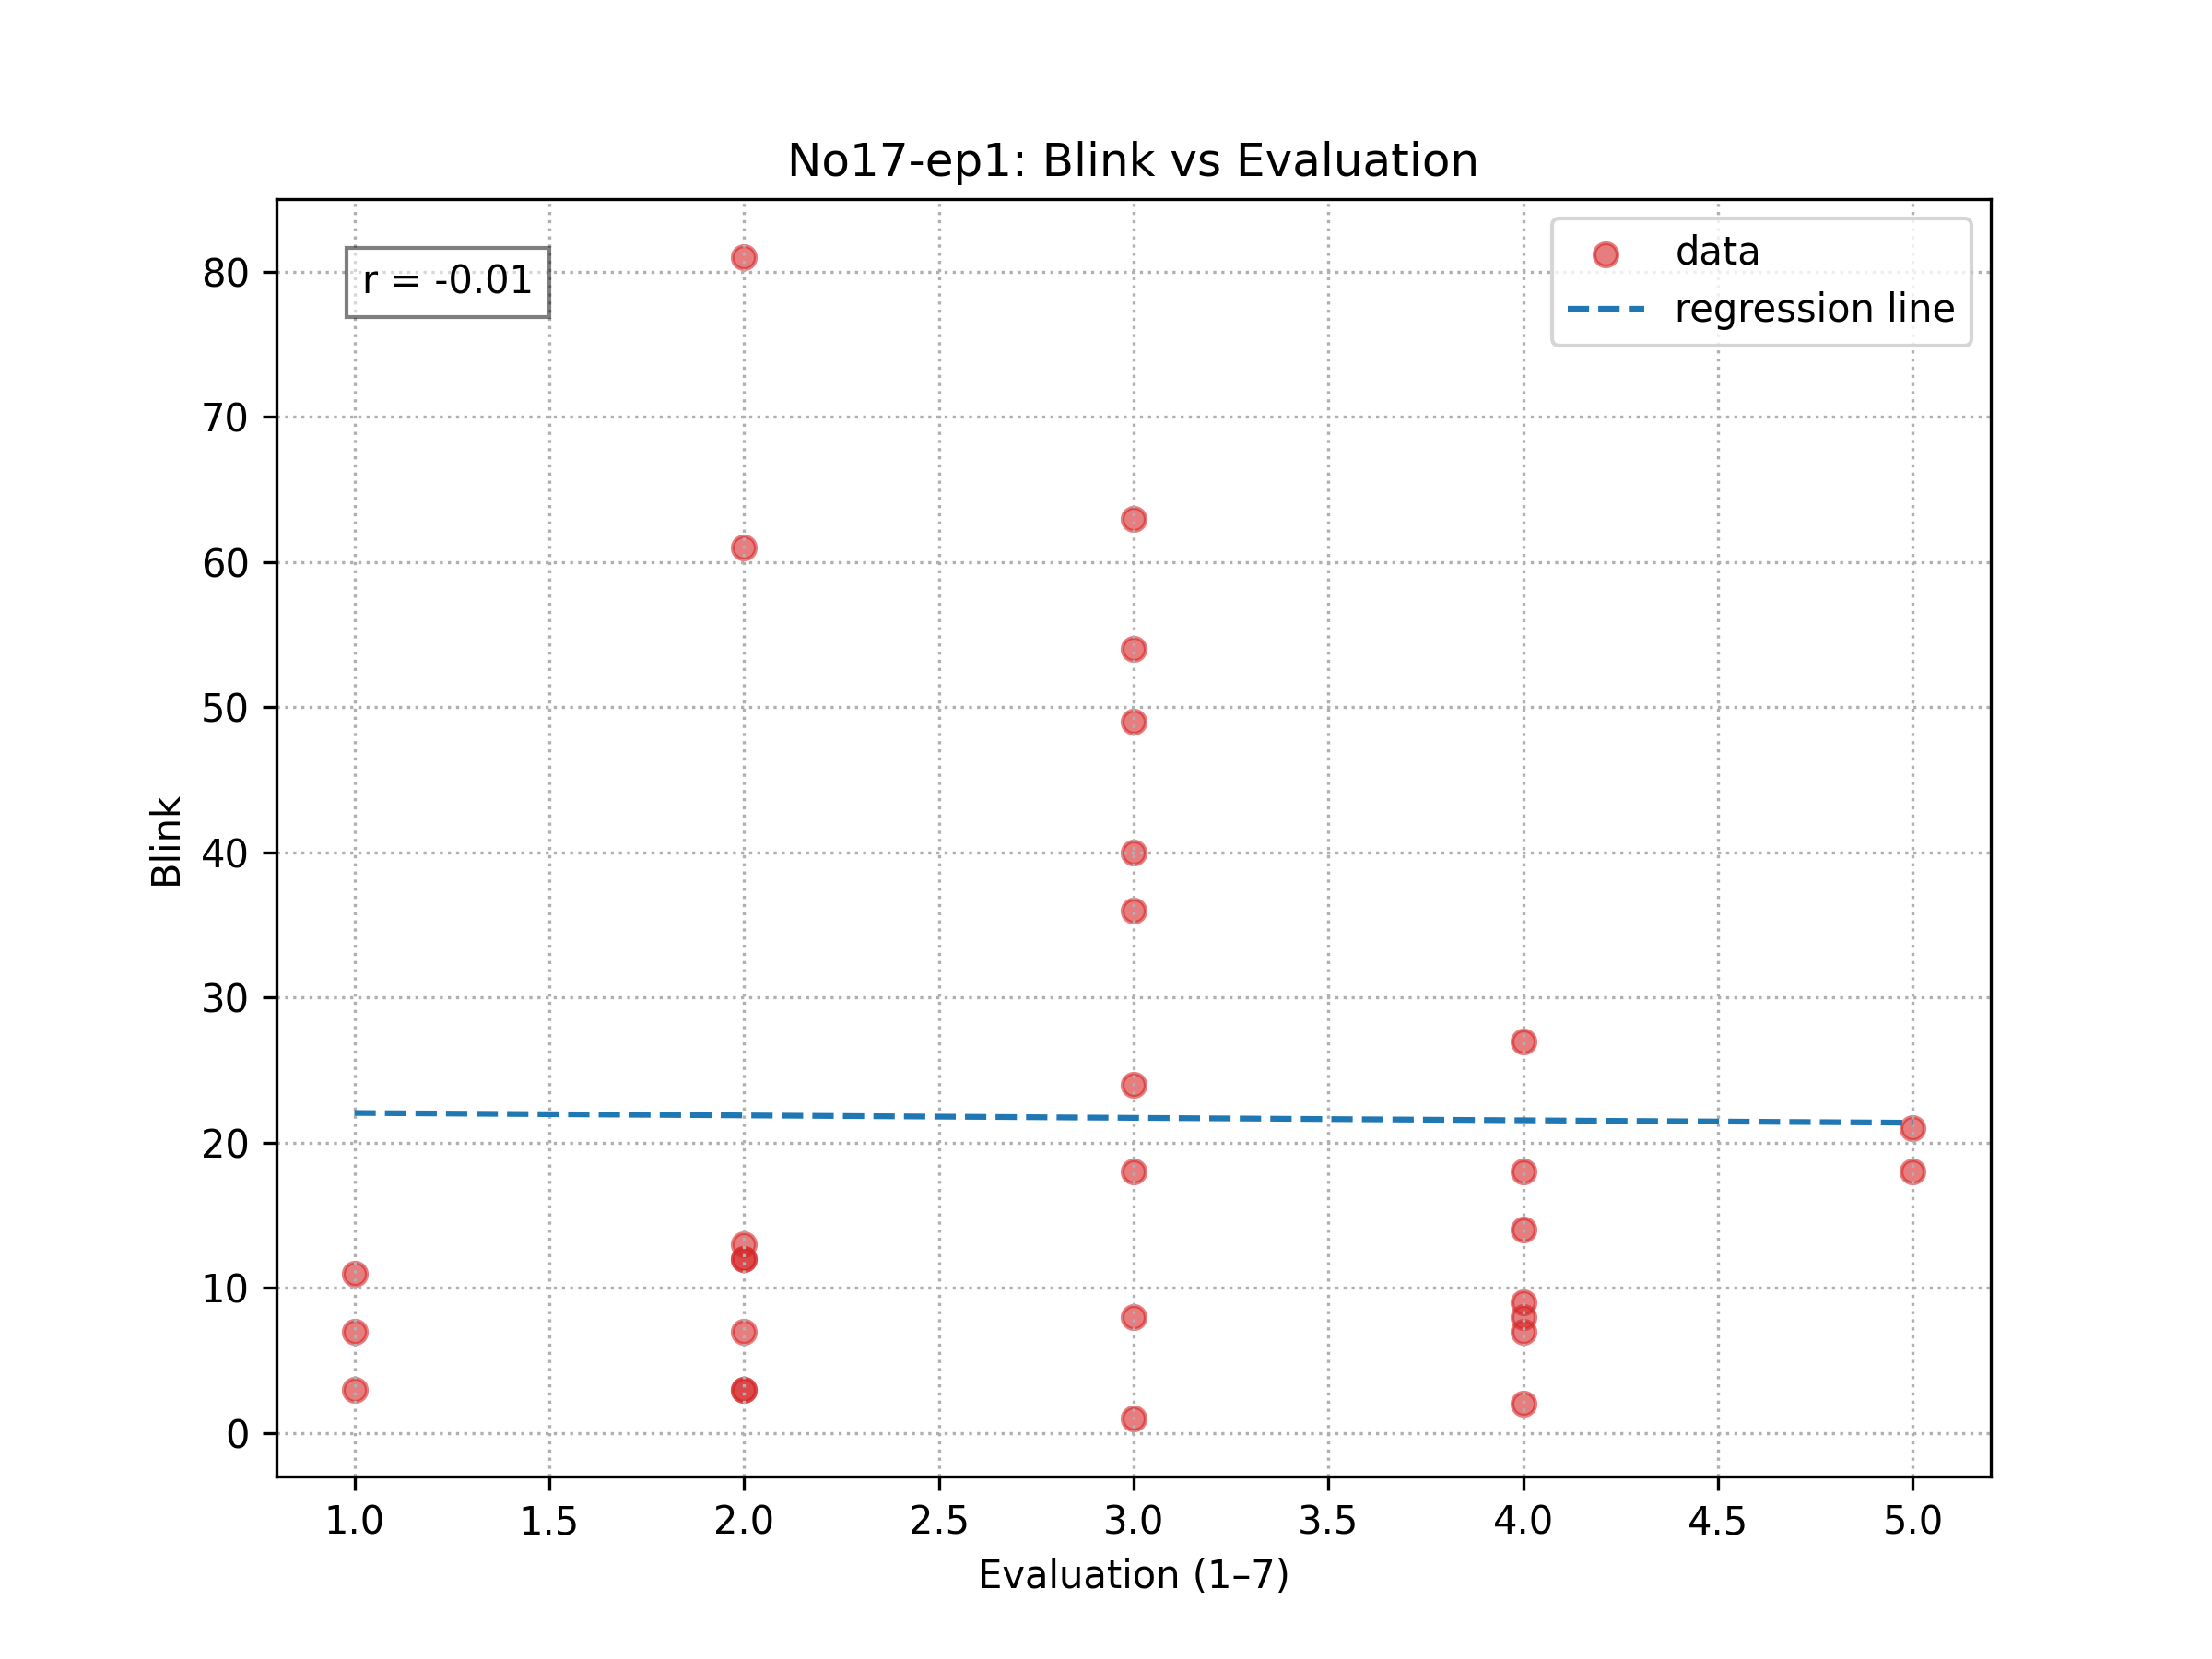 No17-ep1: Blink vs Evaluation
r = -0.01
data
regression line
80
70
60
50
40
30
20
10
0
Blink
1.0 1.5 2.0 2.5 3.0 3.5 4.0 4.5 5.0
Evaluation (1–7)